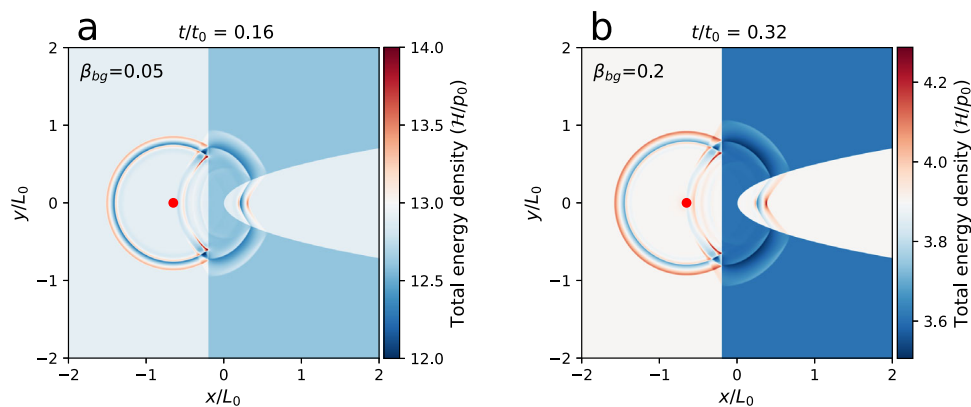 a
t/t₀ = 0.16
β_bg=0.05
2
1
0
−1
−2
y/L₀
−2
−1
0
1
2
x/L₀
14.0
13.5
13.0
12.5
12.0
Total energy density (ℋ/p₀)
b
t/t₀ = 0.32
β_bg=0.2
2
1
0
−1
−2
y/L₀
−2
−1
0
1
2
x/L₀
4.2
4.0
3.8
3.6
Total energy density (ℋ/p₀)